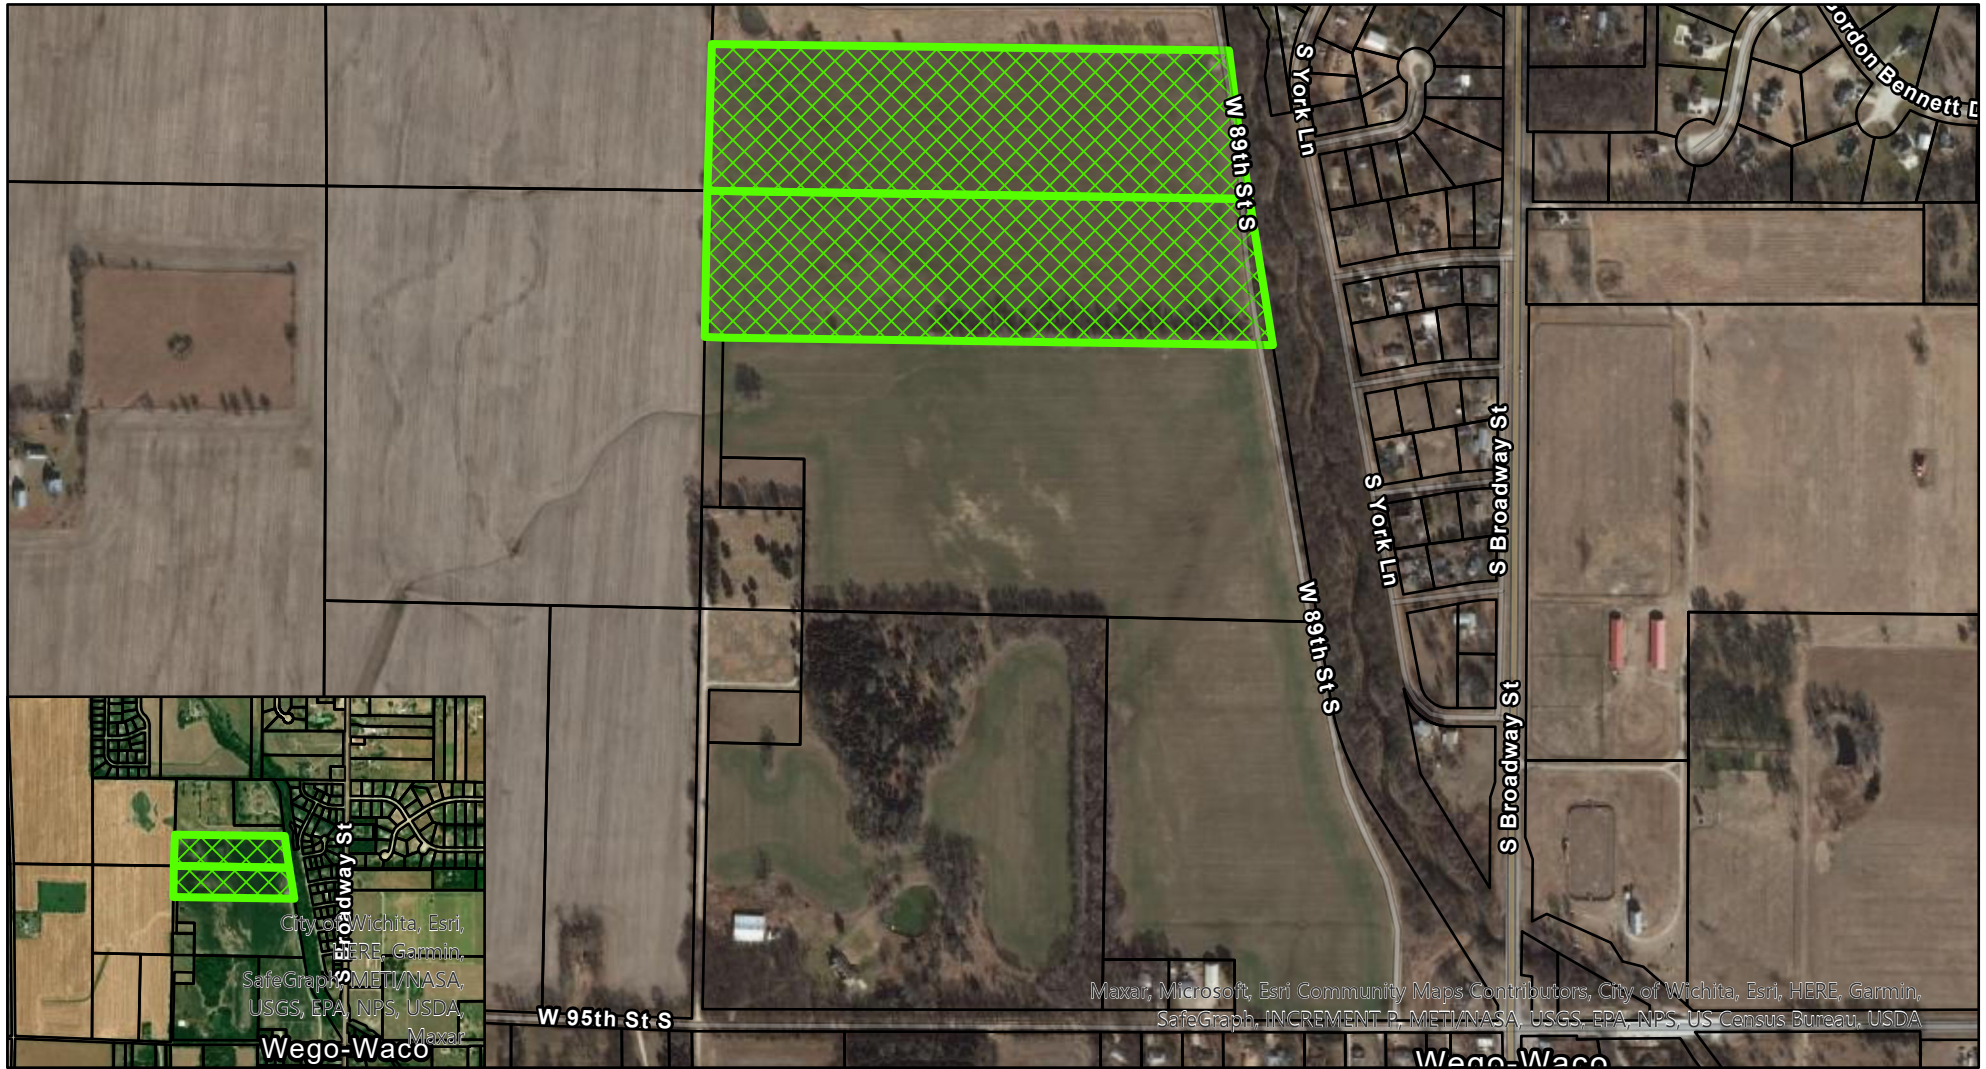 Gordon Bennett D
S York Ln
W 89th St S
S Broadway St
S York Ln
W 89th St S
S Broadway St
S Broadway St
City of Wichita, Esri,
HERE, Garmin,
SafeGraph, METI/NASA,
USGS, EPA, NPS, USDA,
Maxar
Wego-Waco
W 95th St S
Maxar, Microsoft, Esri Community Maps Contributors, City of Wichita, Esri, HERE, Garmin,
SafeGraph, INCREMENT P, METI/NASA, USGS, EPA, NPS, US Census Bureau, USDA
Wego-Waco